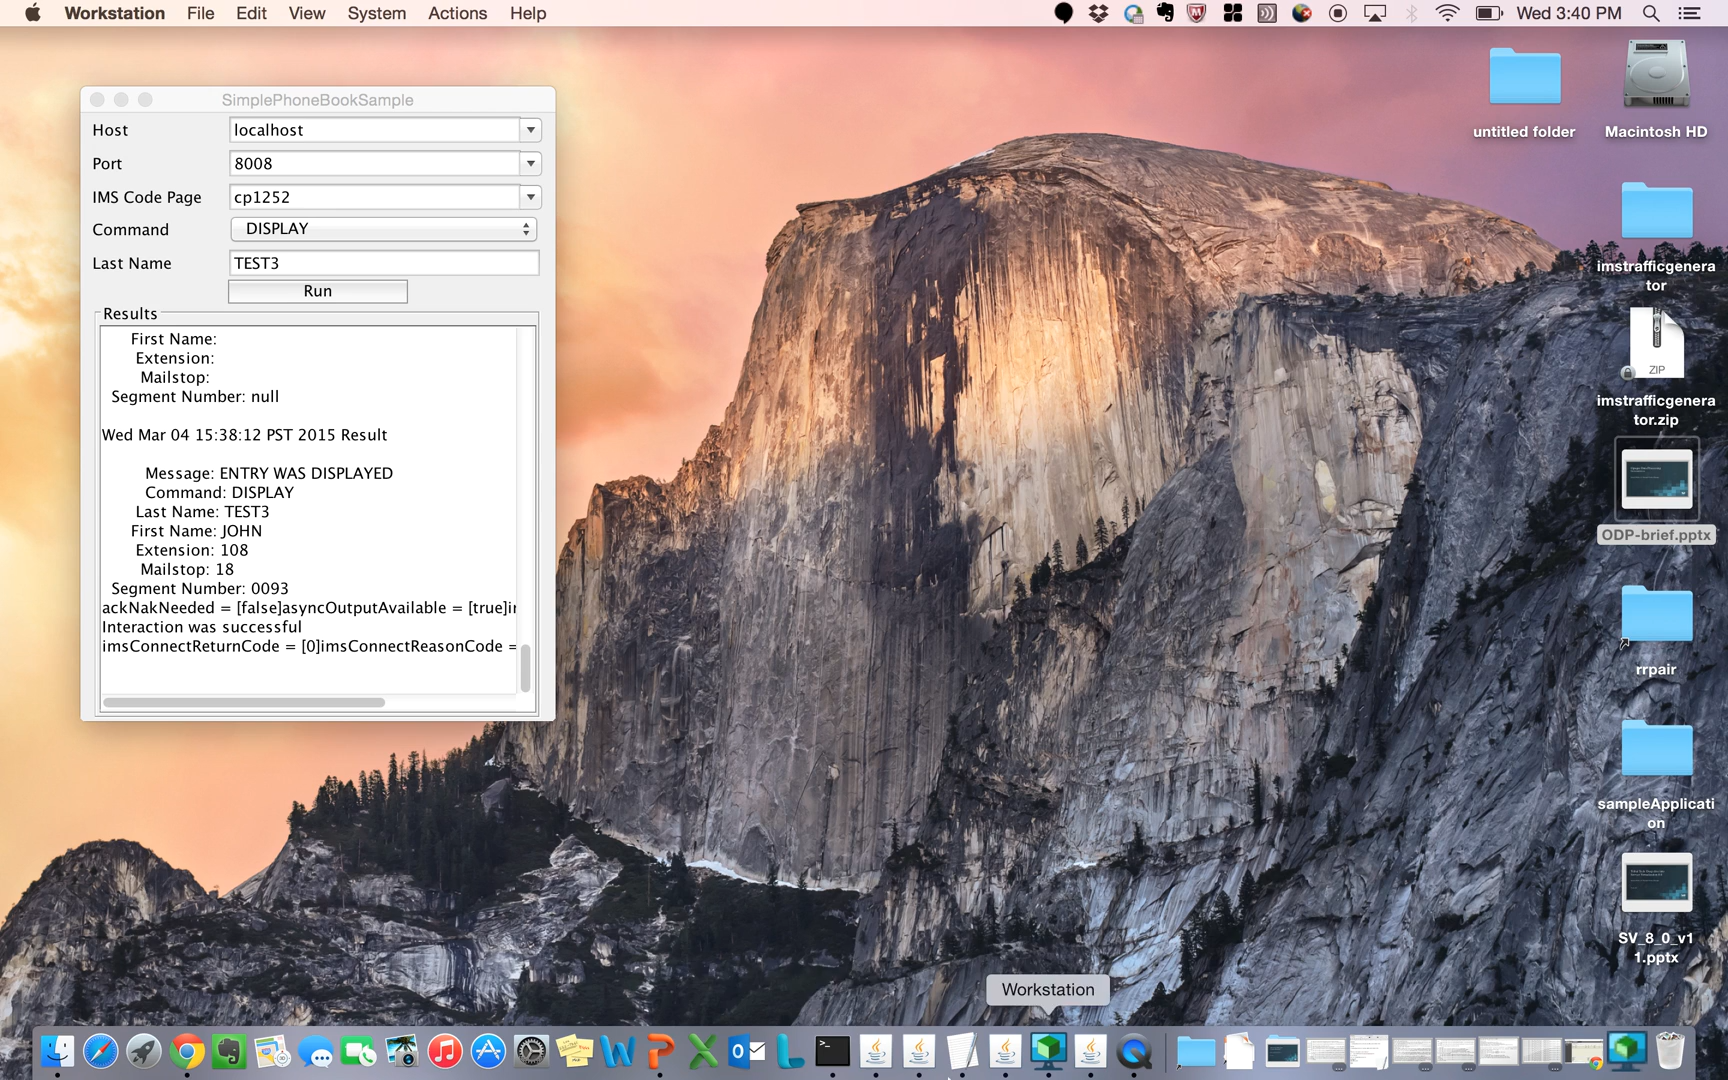 Workstation File Edit View System Actions Help Wed 3:40 PM
SimplePhoneBookSample
Host localhost
Port 8008
IMS Code Page cp1252
Command DISPLAY
Last Name TEST3
Run
Results
First Name:
Extension:
Mailstop:
Segment Number: null
Wed Mar 04 15:38:12 PST 2015 Result
Message: ENTRY WAS DISPLAYED
Command: DISPLAY
Last Name: TEST3
First Name: JOHN
Extension: 108
Mailstop: 18
Segment Number: 0093
ackNakNeeded = [false]asyncOutputAvailable = [true]
Interaction was successful
imsConnectReturnCode = [0]imsConnectReasonCode =
untitled folder
Macintosh HD
imstrafficgenera
tor
ZIP
imstrafficgenera
tor.zip
ODP-brief.pptx
rrpair
sampleApplicati
on
SV_8_0_v1
1.pptx
Workstation